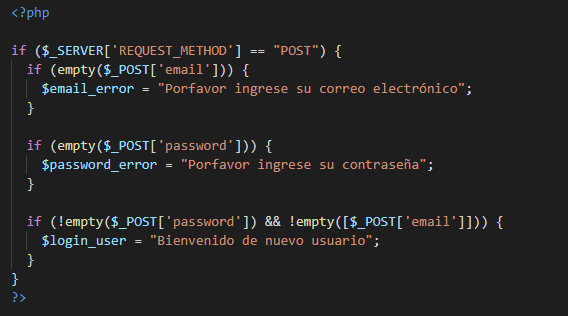 <?php
if ($_SERVER['REQUEST_METHOD'] == "POST") {
if (empty($_POST['email'])) {
$email_error = "Porfavor ingrese su correo electrónico";
}
if (empty($_POST['password'])) {
$password_error = "Porfavor ingrese su contraseña";
}
if (!empty($_POST['password']) && !empty([$_POST['email']])) {
$login_user = "Bienvenido de nuevo usuario";
}
}
?>